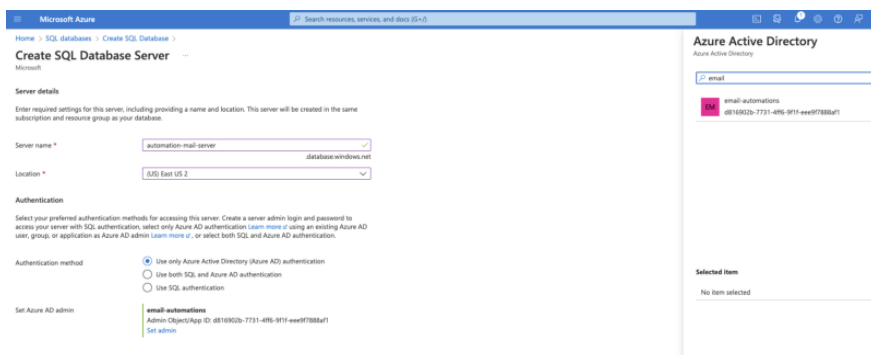 Microsoft Azure
Search resources, services, and docs (G+/)
Home > SQL databases > Create SQL Database >
Create SQL Database Server ...
Microsoft
Server details
Enter required settings for this server, including providing a name and location. This server will be created in the same
subscription and resource group as your database.
Server name *
automation-mail-server
.database.windows.net
Location *
(US) East US 2
Authentication
Select your preferred authentication methods for accessing this server. Create a server admin login and password to
access your server with SQL authentication, select only Azure AD authentication Learn more using an existing Azure AD
user, group, or application as Azure AD admin Learn more , or select both SQL and Azure AD authentication.
Authentication method
Use only Azure Active Directory (Azure AD) authentication
Use both SQL and Azure AD authentication
Use SQL authentication
Set Azure AD admin
email-automations
Admin Object/App ID: d816902b-7731-4ff6-9f1f-eee9f7888af1
Set admin
Azure Active Directory
Azure Active Directory
email
EM
email-automations
d816902b-7731-4ff6-9f1f-eee9f7888af1
Selected item
No item selected